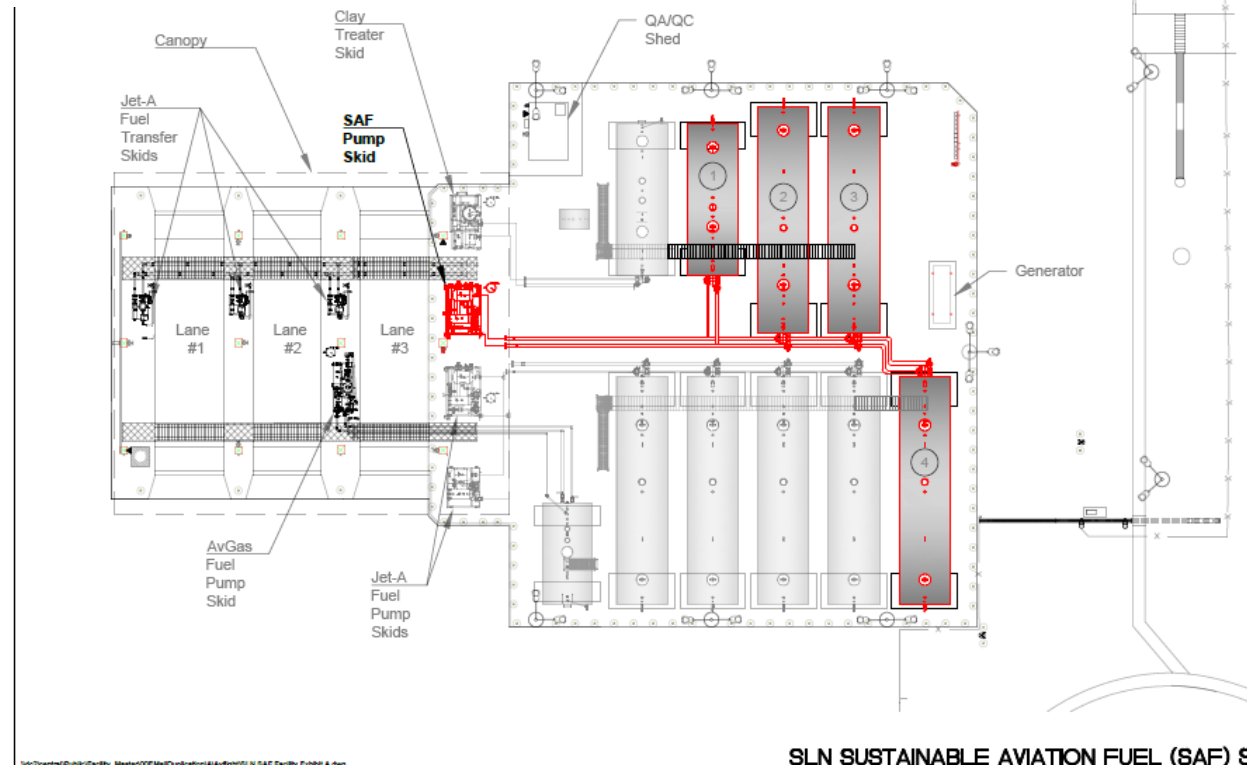 Clay
Treater
Skid
QA/QC
Shed
Canopy
Jet-A
Fuel
Transfer
Skids
SAF
Pump
Skid
1
2
3
Generator
Lane
#1
Lane
#2
Lane
#3
4
AvGas
Fuel
Pump
Skid
Jet-A
Fuel
Pump
Skids
SLN SUSTAINABLE AVIATION FUEL (SAF) S